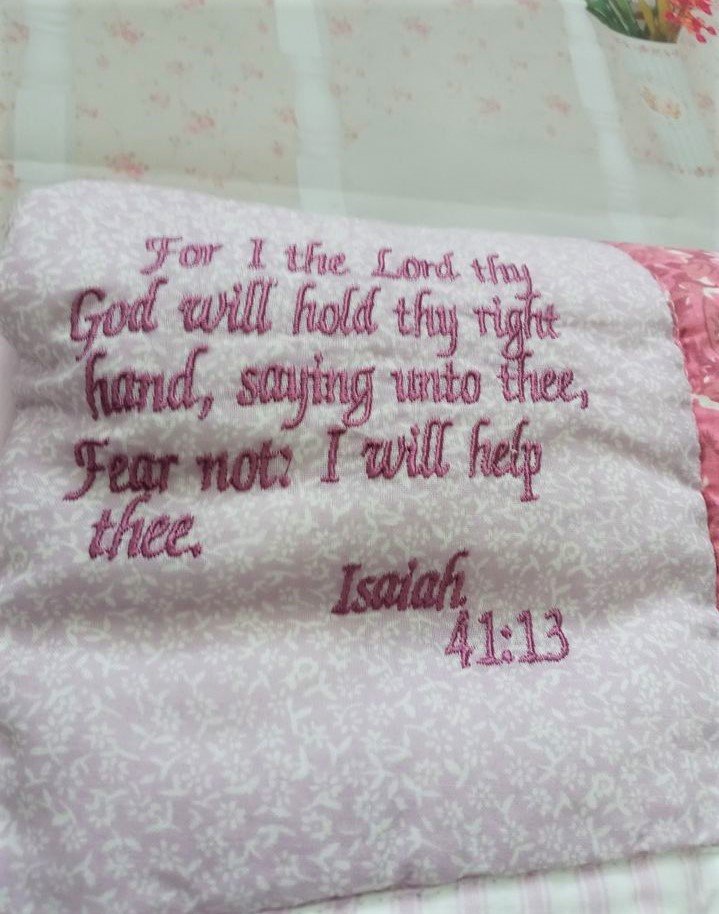 For I the Lord thy
God will hold thy right
hand, saying unto thee,
Fear not; I will help
thee.
Isaiah
41:13